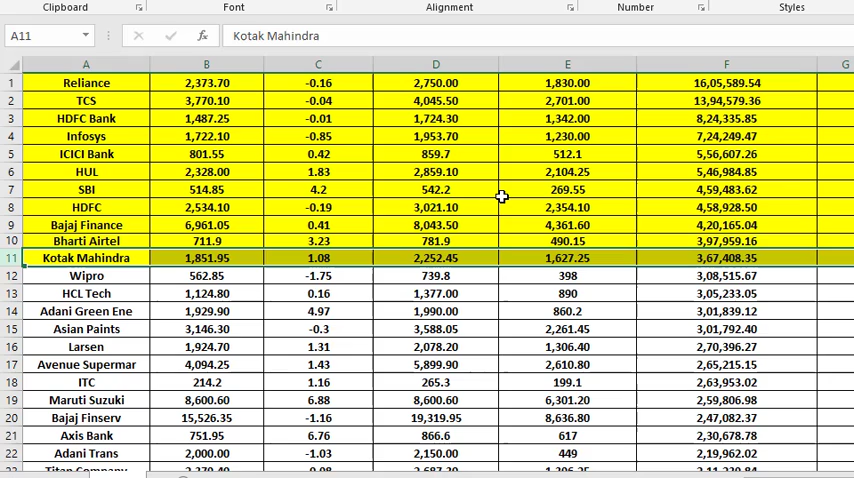 Clipboard Font Alignment Number Styles
A11 fx Kotak Mahindra
A B C D E F G
1 Reliance 2,373.70 -0.16 2,750.00 1,830.00 16,05,589.54
2 TCS 3,770.10 -0.04 4,045.50 2,701.00 13,94,579.36
3 HDFC Bank 1,487.25 -0.01 1,724.30 1,342.00 8,24,335.85
4 Infosys 1,722.10 -0.85 1,953.70 1,230.00 7,24,249.47
5 ICICI Bank 801.55 0.42 859.7 512.1 5,56,607.26
6 HUL 2,328.00 1.83 2,859.10 2,104.25 5,46,984.85
7 SBI 514.85 4.2 542.2 269.55 4,59,483.62
8 HDFC 2,534.10 -0.19 3,021.10 2,354.10 4,58,928.50
9 Bajaj Finance 6,961.05 0.41 8,043.50 4,361.60 4,20,165.04
10 Bharti Airtel 711.9 3.23 781.9 490.15 3,97,959.16
11 Kotak Mahindra 1,851.95 1.08 2,252.45 1,627.25 3,67,408.35
12 Wipro 562.85 -1.75 739.8 398 3,08,515.67
13 HCL Tech 1,124.80 0.16 1,377.00 890 3,05,233.05
14 Adani Green Ene 1,929.90 4.97 1,990.00 860.2 3,01,839.12
15 Asian Paints 3,146.30 -0.3 3,588.05 2,261.45 3,01,792.40
16 Larsen 1,924.70 1.31 2,078.20 1,306.40 2,70,396.27
17 Avenue Supermar 4,094.25 1.43 5,899.90 2,610.80 2,65,215.15
18 ITC 214.2 1.16 265.3 199.1 2,63,953.02
19 Maruti Suzuki 8,600.60 6.88 8,600.60 6,301.20 2,59,806.98
20 Bajaj Finserv 15,526.35 -1.16 19,319.95 8,636.80 2,47,082.37
21 Axis Bank 751.95 6.76 866.6 617 2,30,678.78
22 Adani Trans 2,000.00 -1.03 2,150.00 449 2,19,962.02
Titan Company